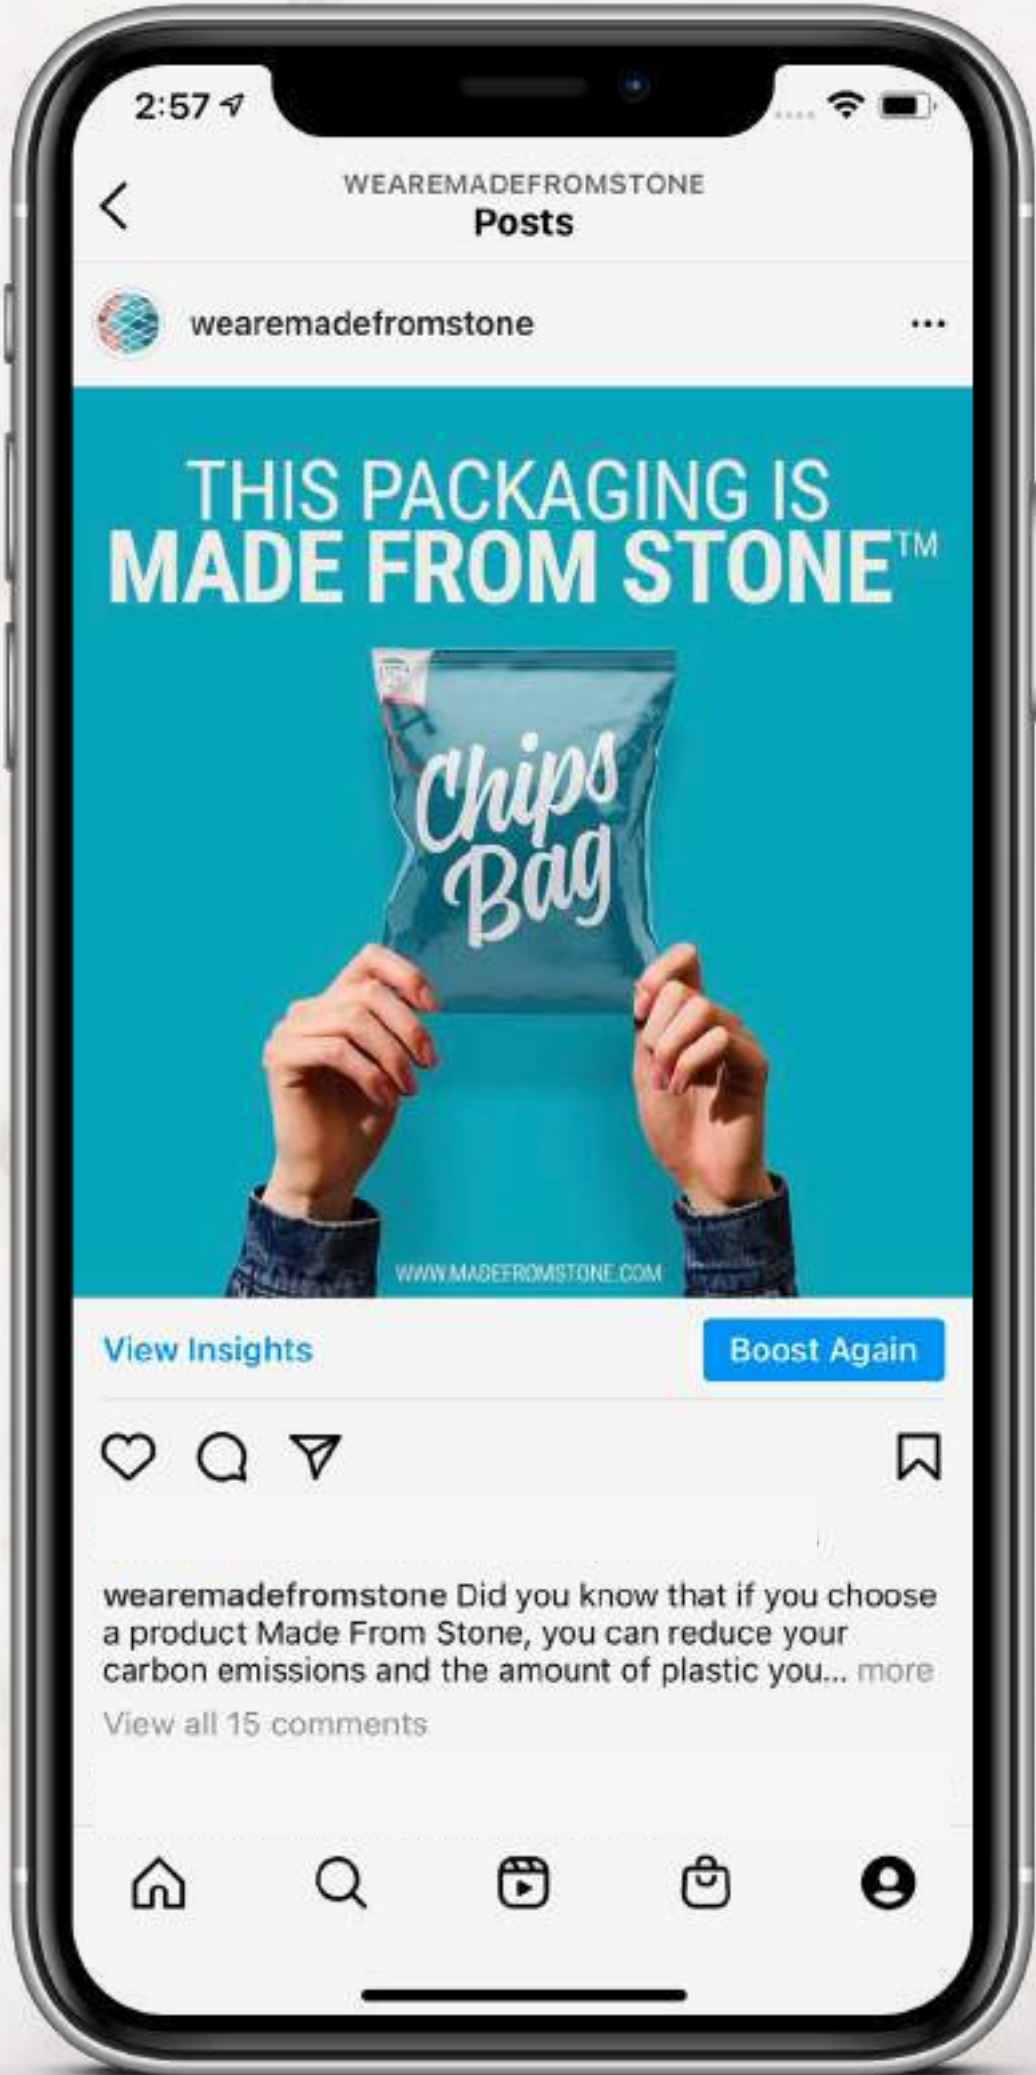 2:57
WEAREMADEFROMSTONE
Posts
wearemadefromstone
THIS PACKAGING IS
MADE FROM STONE™
Chips
Bag
WWW.MADEFROMSTONE.COM
View Insights
Boost Again
wearemadefromstone Did you know that if you choose
a product Made From Stone, you can reduce your
carbon emissions and the amount of plastic you... more
View all 15 comments